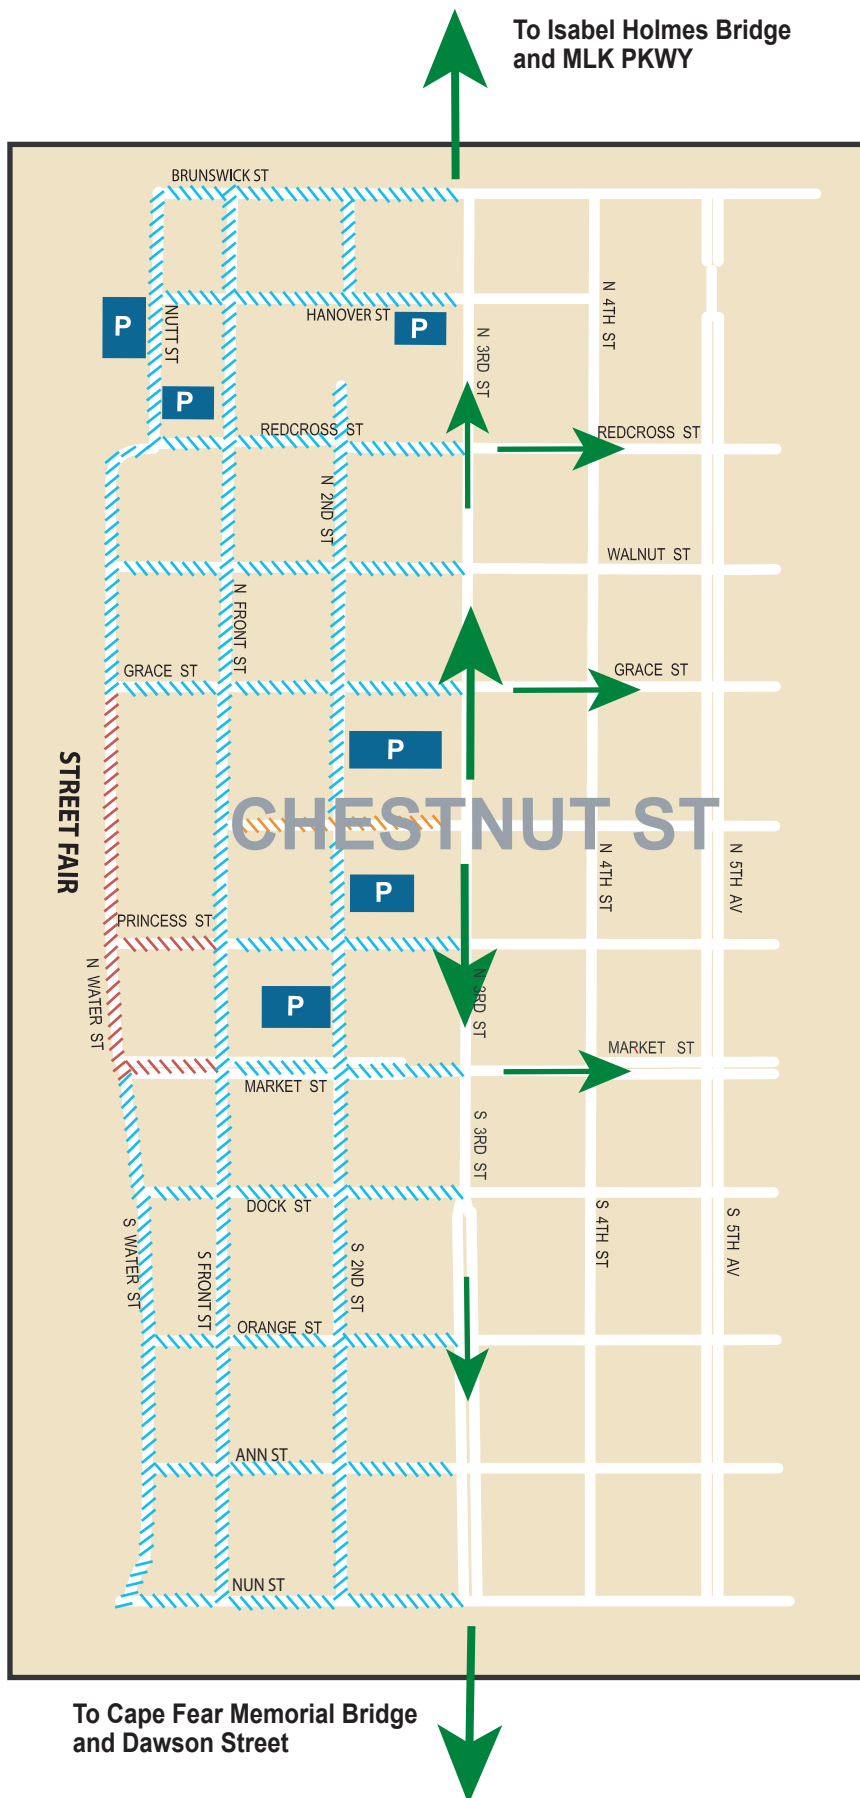 To Isabel Holmes Bridge
and MLK PKWY
BRUNSWICK ST
N 4TH ST
P
NUTT ST
HANOVER ST
P
N 3RD ST
P
REDCROSS ST
REDCROSS ST
N 2ND ST
WALNUT ST
N FRONT ST
GRACE ST
GRACE ST
P
STREET FAIR
CHESTNUT ST
N 4TH ST
N 5TH AV
P
PRINCESS ST
N WATER ST
P
N 3RD ST
MARKET ST
MARKET ST
S 3RD ST
DOCK ST
S WATER ST
S FRONT ST
S 2ND ST
S 4TH ST
S 5TH AV
ORANGE ST
ANN ST
NUN ST
To Cape Fear Memorial Bridge
and Dawson Street